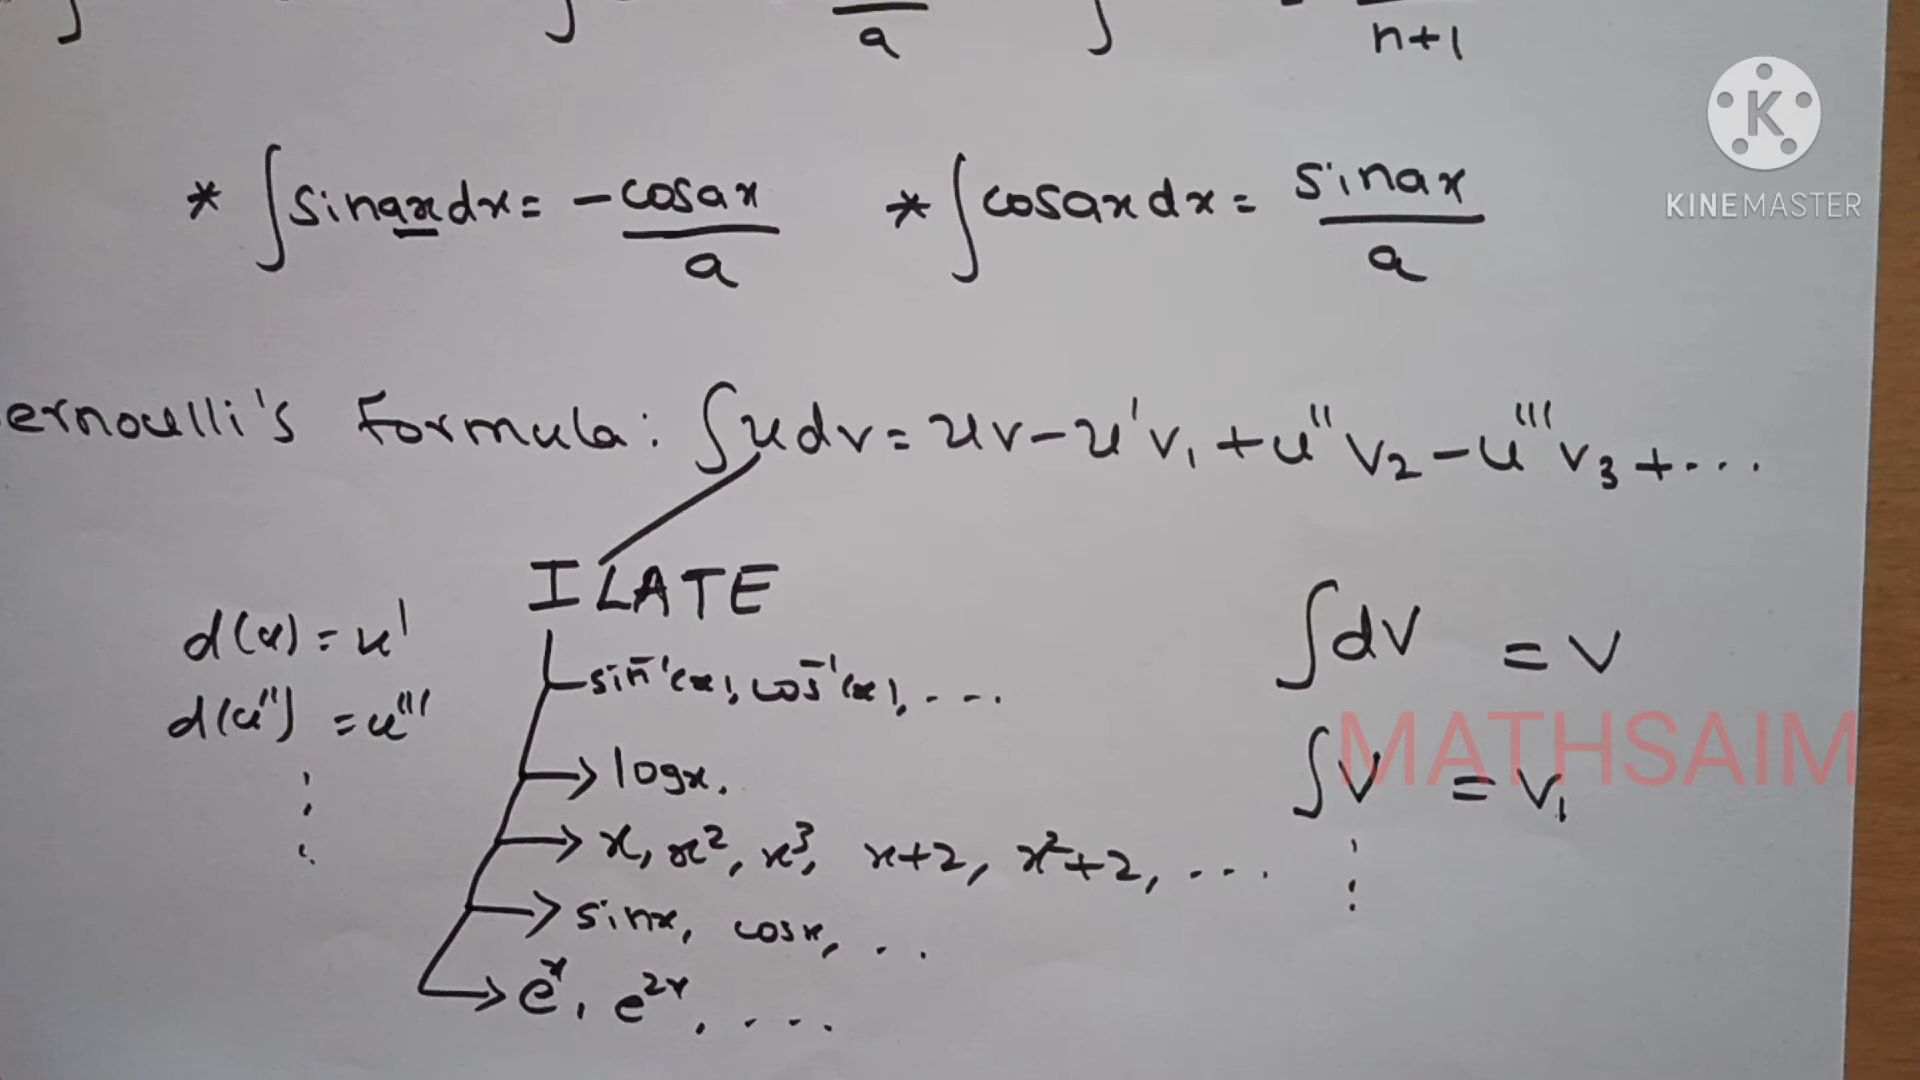 ∫ ∫ a ∫ n+1
K
KINEMASTER
* ∫ sinax dx = -cosax/a * ∫ cosax dx = sinax/a
ernoulli's Formula: ∫ u dv = uv - u'v₁ + u''v₂ - u'''v₃ + ...
ILATE
d(u) = u' ∫ dv = v
sin⁻¹(x), cos⁻¹(x), ...
d(u'') = u'''
MATHSAIM
→ logx, ∫ v = v₁
→ x, x², x³, x+2, x²+2, ...
→ sinx, cosx, ...
→ eˣ, e²ˣ, ...